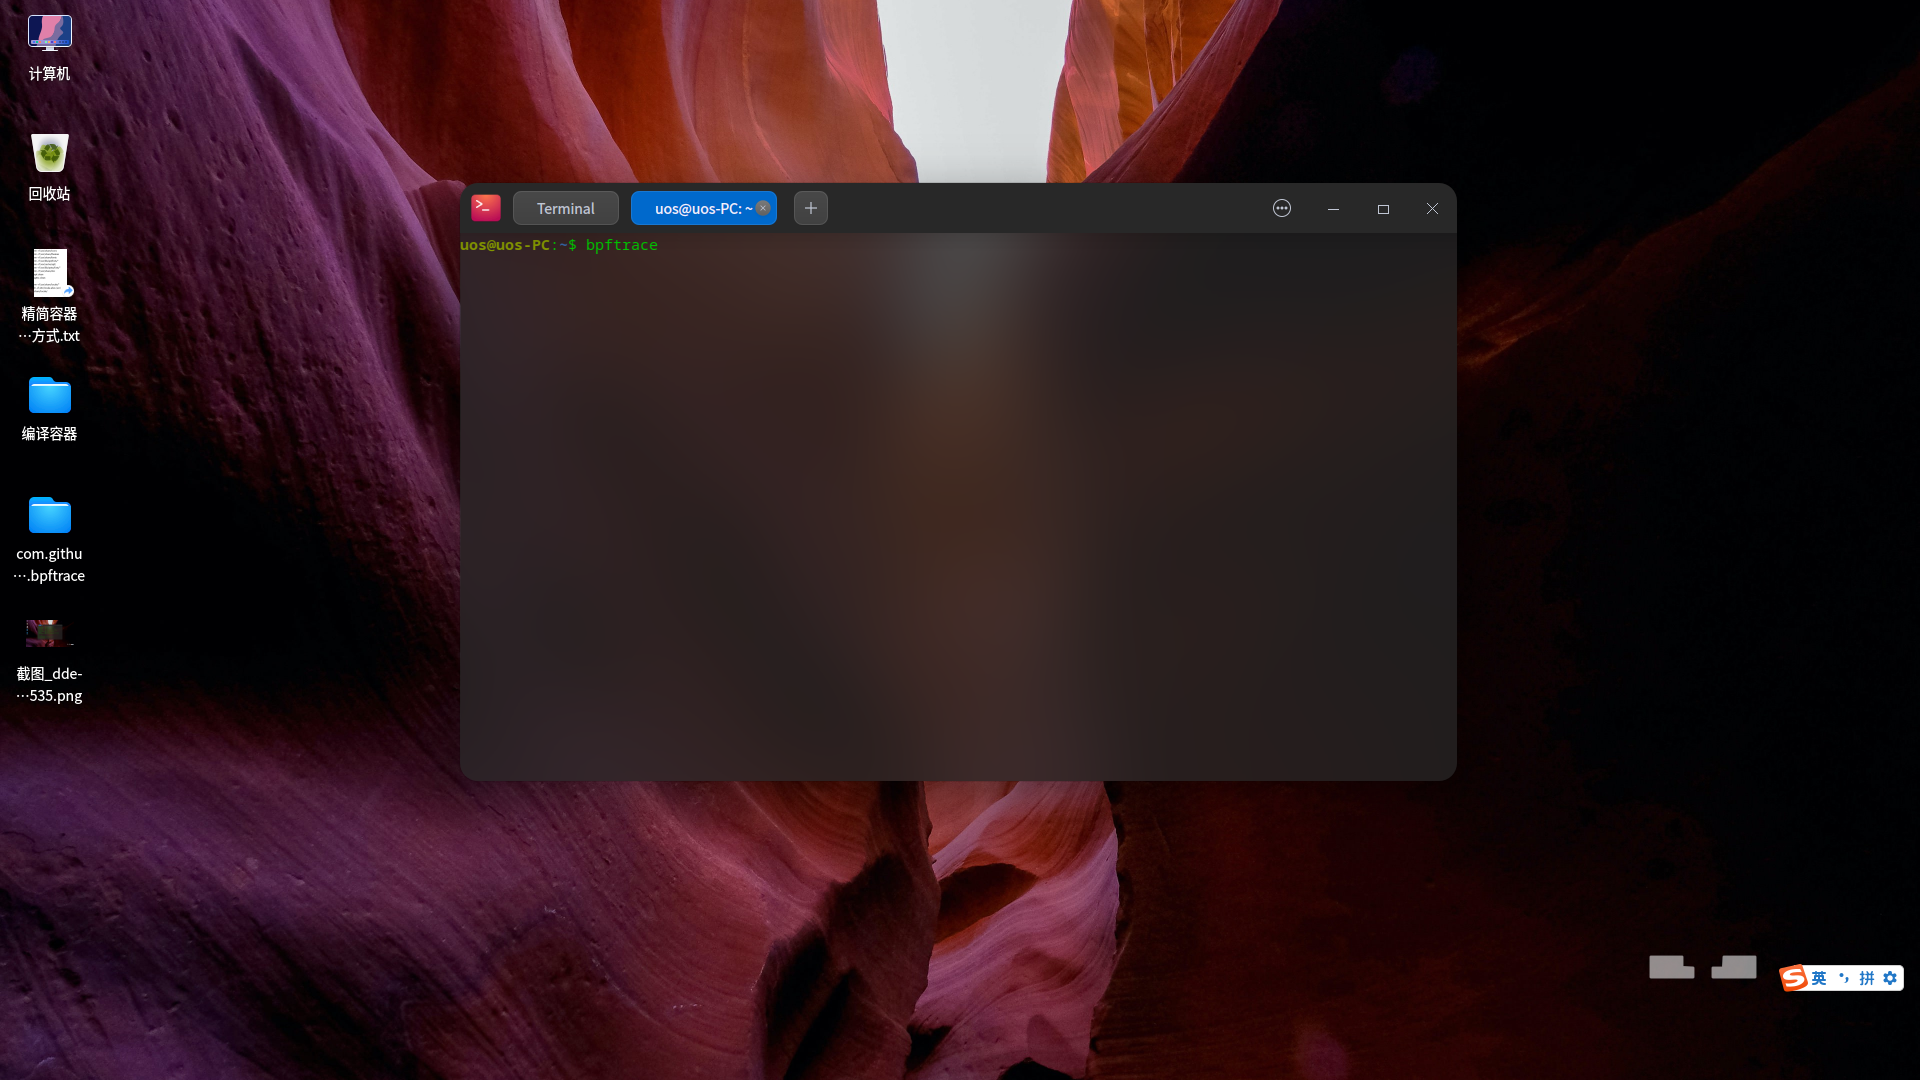 计算机
回收站
精简容器
…方式.txt
编译容器
com.githu
….bpftrace
截图_dde-
…535.png
Terminal
uos@uos-PC: ~
uos@uos-PC:~$ bpftrace
英 拼